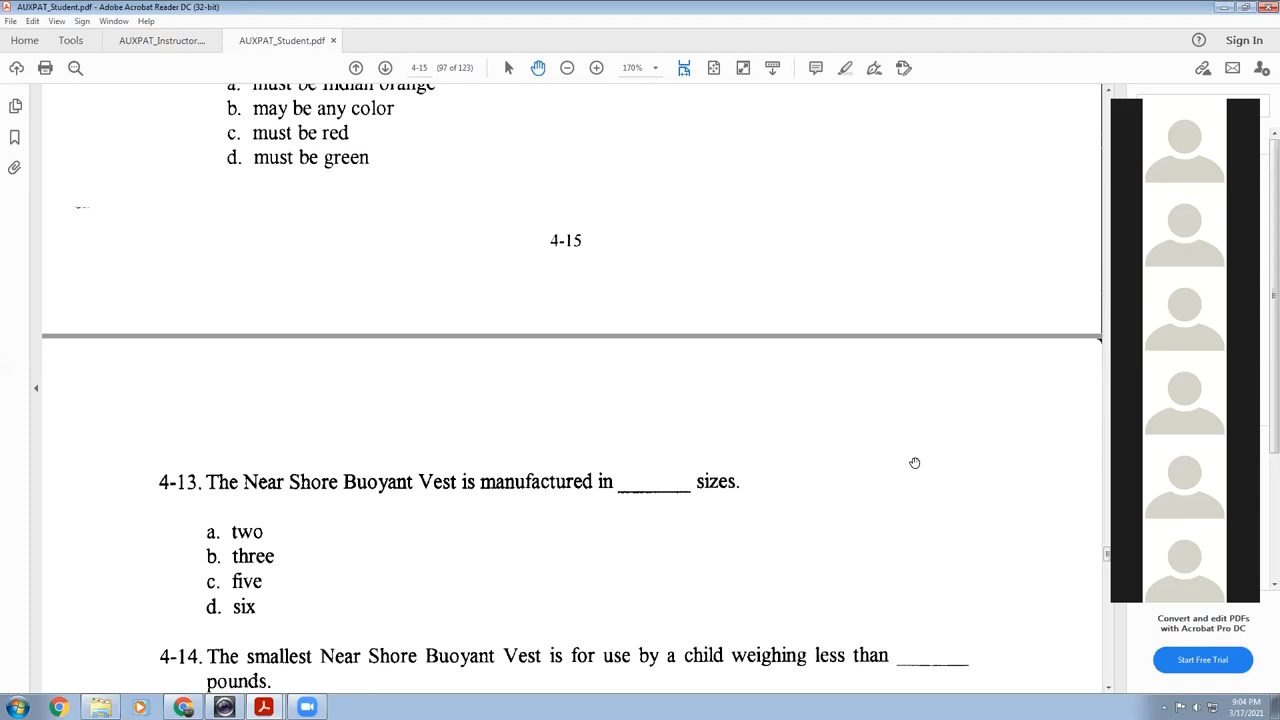 AUXPAT_Student.pdf - Adobe Acrobat Reader DC (32-bit)
File Edit View Sign Window Help
Home Tools AUXPAT_Instructor.... AUXPAT_Student.pdf × Sign In
4-15 (97 of 123) 170%
a. must be Indian orange
b. may be any color
c. must be red
d. must be green
4-15
4-13. The Near Shore Buoyant Vest is manufactured in _______ sizes.
a. two
b. three
c. five
d. six
4-14. The smallest Near Shore Buoyant Vest is for use by a child weighing less than _______
pounds.
Convert and edit PDFs
with Acrobat Pro DC
Start Free Trial
9:04 PM
3/17/2021